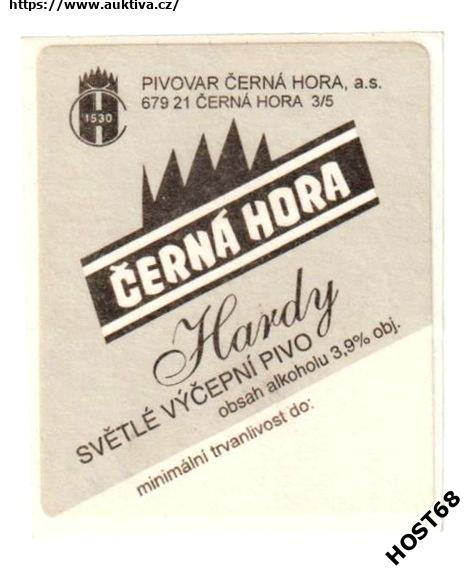 https://www.auktiva.cz/
PIVOVAR ČERNÁ HORA, a.s.
679 21 ČERNÁ HORA 3/5
1530
ČERNÁ HORA
Hardy
SVĚTLÉ VÝČEPNÍ PIVO
obsah alkoholu 3,9% obj.
minimální trvanlivost do:
HOST68